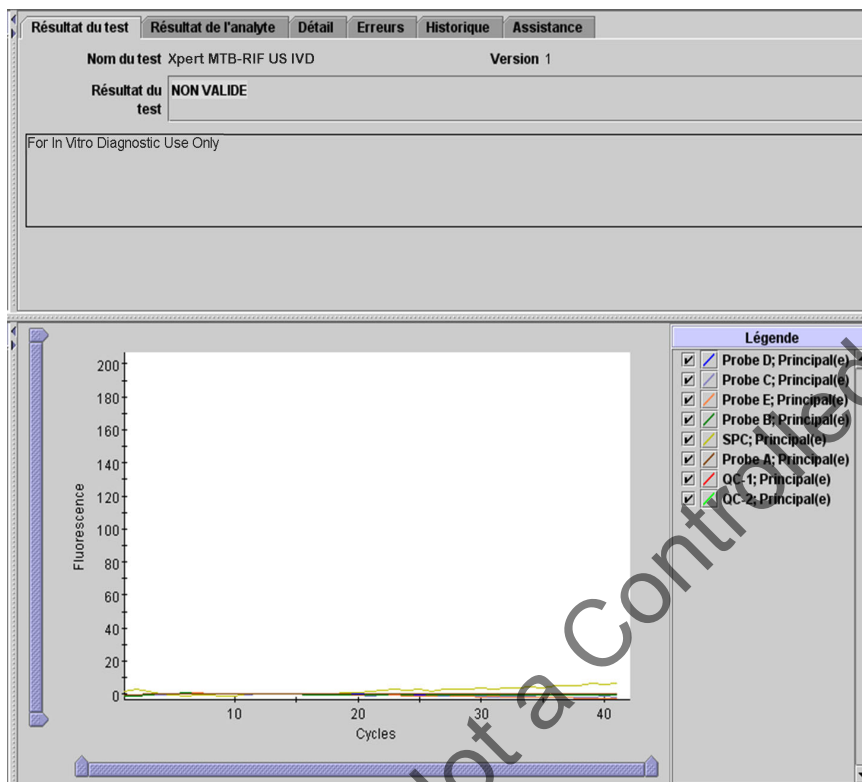 Résultat du test Résultat de l'analyte Détail Erreurs Historique Assistance
Nom du test Xpert MTB-RIF US IVD Version 1
Résultat du test NON VALIDE
For In Vitro Diagnostic Use Only
Légende
Probe D; Principal(e)
Probe C; Principal(e)
Probe E; Principal(e)
Probe B; Principal(e)
SPC; Principal(e)
Probe A; Principal(e)
QC-1; Principal(e)
QC-2; Principal(e)
200
180
160
140
120
100
80
60
40
20
0
Fluorescence
10 20 30 40
Cycles
Not a Controlled